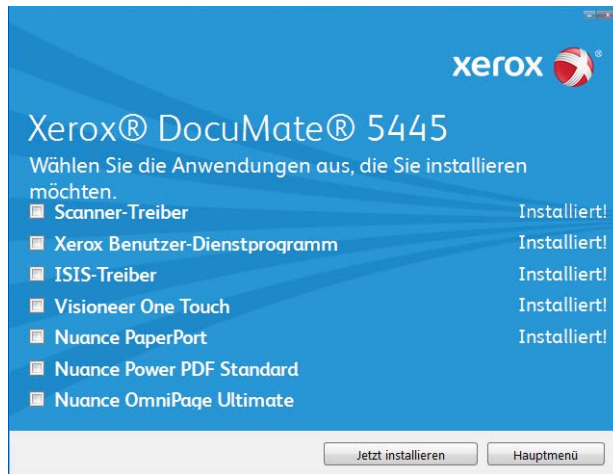 xerox
Xerox® DocuMate® 5445
Wählen Sie die Anwendungen aus, die Sie installieren
möchten.
Scanner-Treiber Installiert!
Xerox Benutzer-Dienstprogramm Installiert!
ISIS-Treiber Installiert!
Visioneer One Touch Installiert!
Nuance PaperPort Installiert!
Nuance Power PDF Standard
Nuance OmniPage Ultimate
Jetzt installieren Hauptmenü